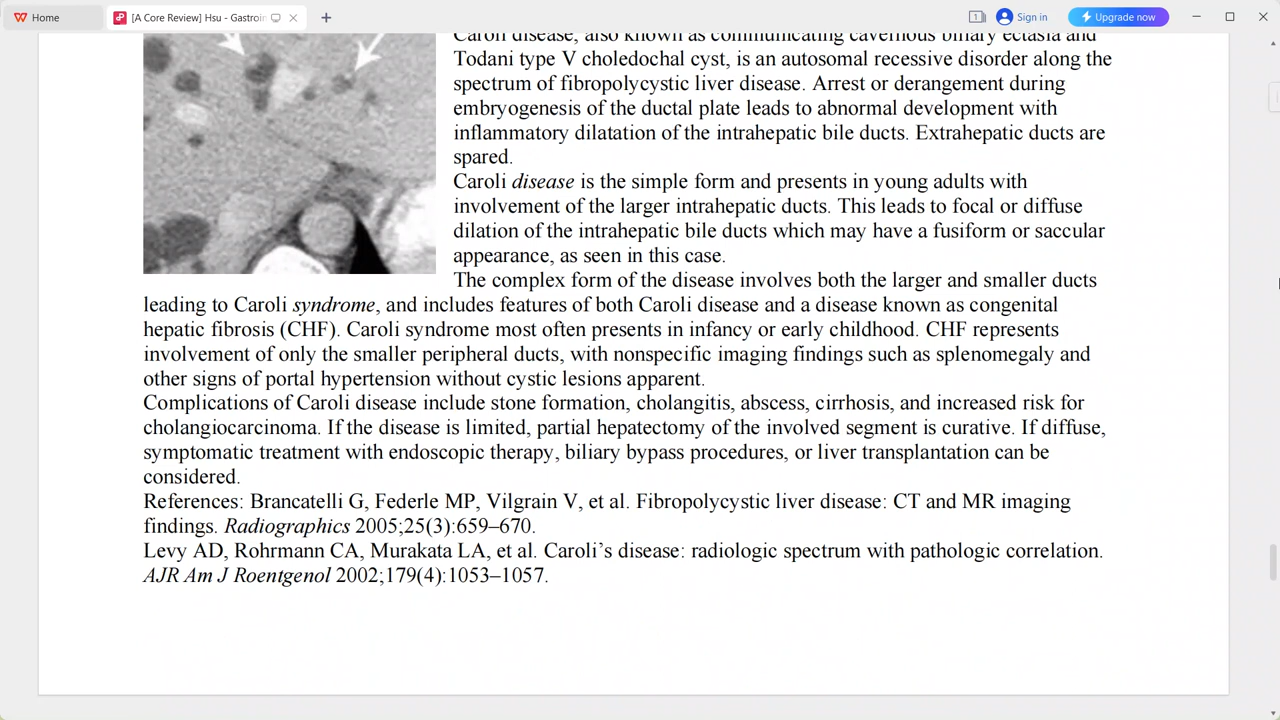 Home
[A Core Review] Hsu - Gastroin
Sign in
Upgrade now
Caroli disease, also known as communicating cavernous biliary ectasia and
Todani type V choledochal cyst, is an autosomal recessive disorder along the
spectrum of fibropolycystic liver disease. Arrest or derangement during
embryogenesis of the ductal plate leads to abnormal development with
inflammatory dilatation of the intrahepatic bile ducts. Extrahepatic ducts are
spared.
Caroli disease is the simple form and presents in young adults with
involvement of the larger intrahepatic ducts. This leads to focal or diffuse
dilation of the intrahepatic bile ducts which may have a fusiform or saccular
appearance, as seen in this case.
The complex form of the disease involves both the larger and smaller ducts
leading to Caroli syndrome, and includes features of both Caroli disease and a disease known as congenital
hepatic fibrosis (CHF). Caroli syndrome most often presents in infancy or early childhood. CHF represents
involvement of only the smaller peripheral ducts, with nonspecific imaging findings such as splenomegaly and
other signs of portal hypertension without cystic lesions apparent.
Complications of Caroli disease include stone formation, cholangitis, abscess, cirrhosis, and increased risk for
cholangiocarcinoma. If the disease is limited, partial hepatectomy of the involved segment is curative. If diffuse,
symptomatic treatment with endoscopic therapy, biliary bypass procedures, or liver transplantation can be
considered.
References: Brancatelli G, Federle MP, Vilgrain V, et al. Fibropolycystic liver disease: CT and MR imaging
findings. Radiographics 2005;25(3):659–670.
Levy AD, Rohrmann CA, Murakata LA, et al. Caroli’s disease: radiologic spectrum with pathologic correlation.
AJR Am J Roentgenol 2002;179(4):1053–1057.